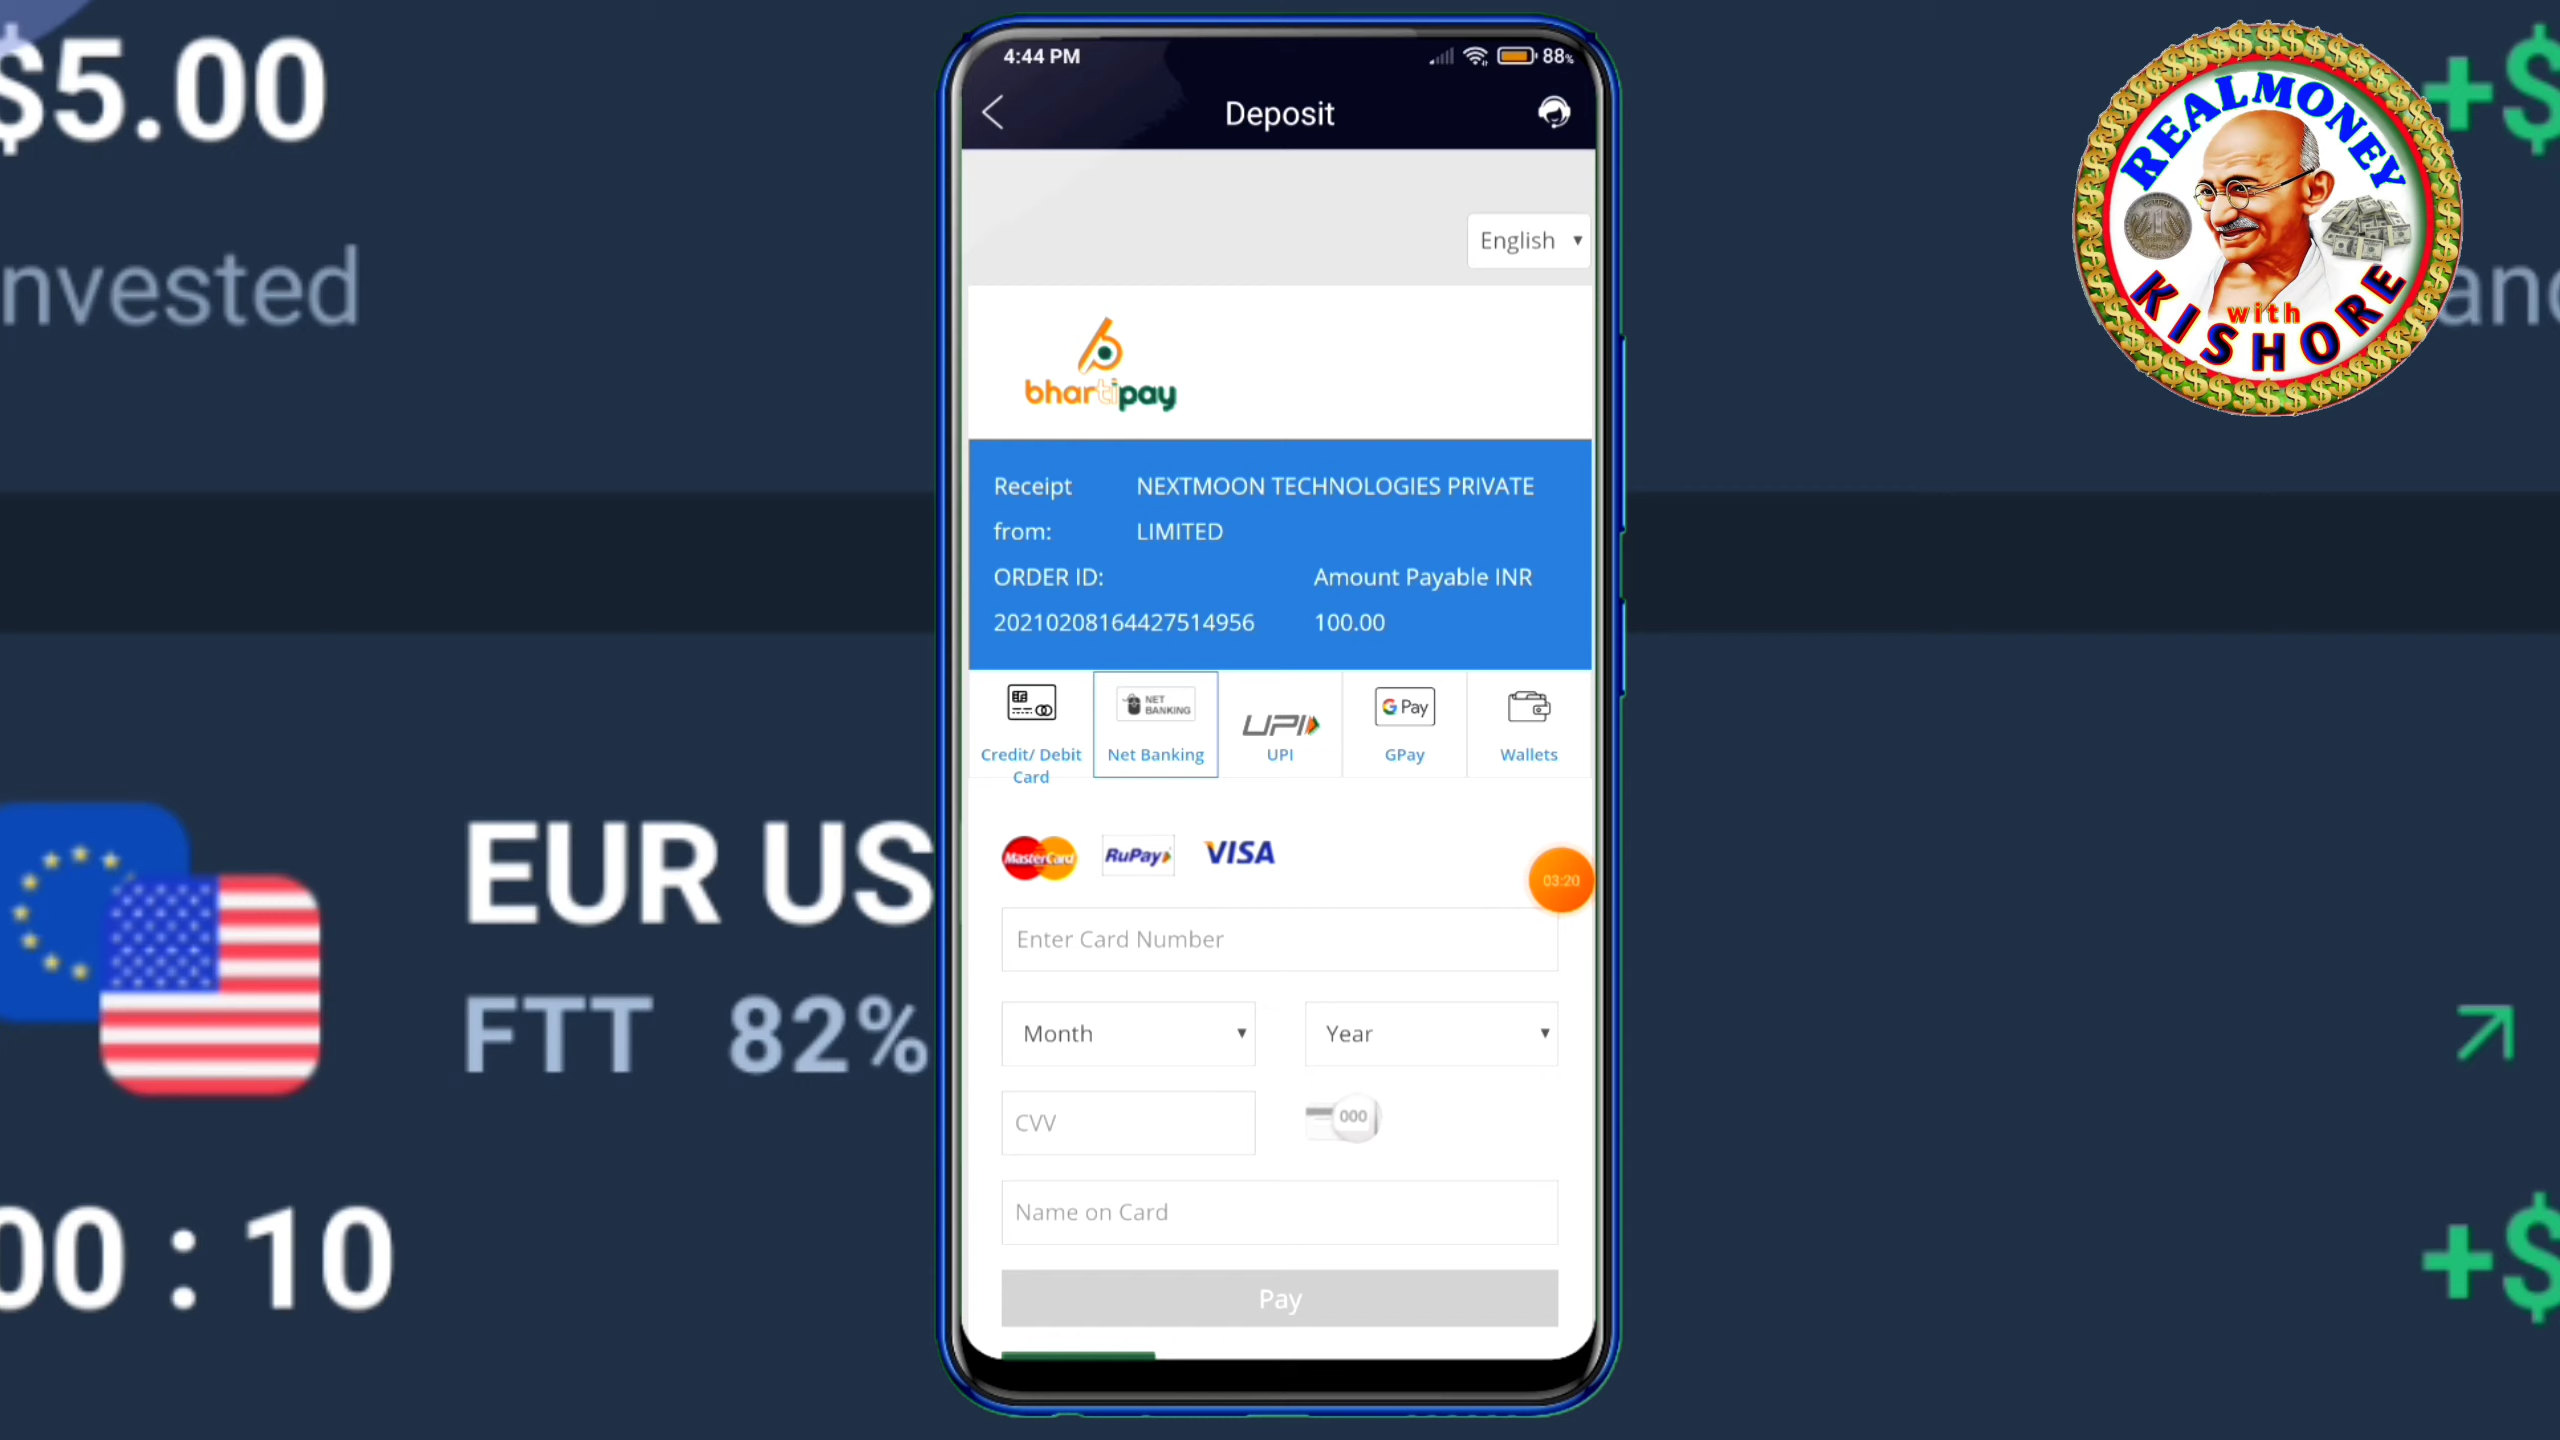 $5.00
nvested
EUR US
FTT 82%
00 : 10
4:44 PM
88%
Deposit
English
bhartipay
Receipt from: NEXTMOON TECHNOLOGIES PRIVATE LIMITED
ORDER ID:
20210208164427514956
Amount Payable INR
100.00
NET BANKING
UPI
G Pay
Credit/ Debit Card
Net Banking
UPI
GPay
Wallets
MasterCard
RuPay
VISA
03:20
Enter Card Number
Month
Year
CVV
000
Name on Card
Pay
REALMONEY
with
KISHORE
+$
and
+$